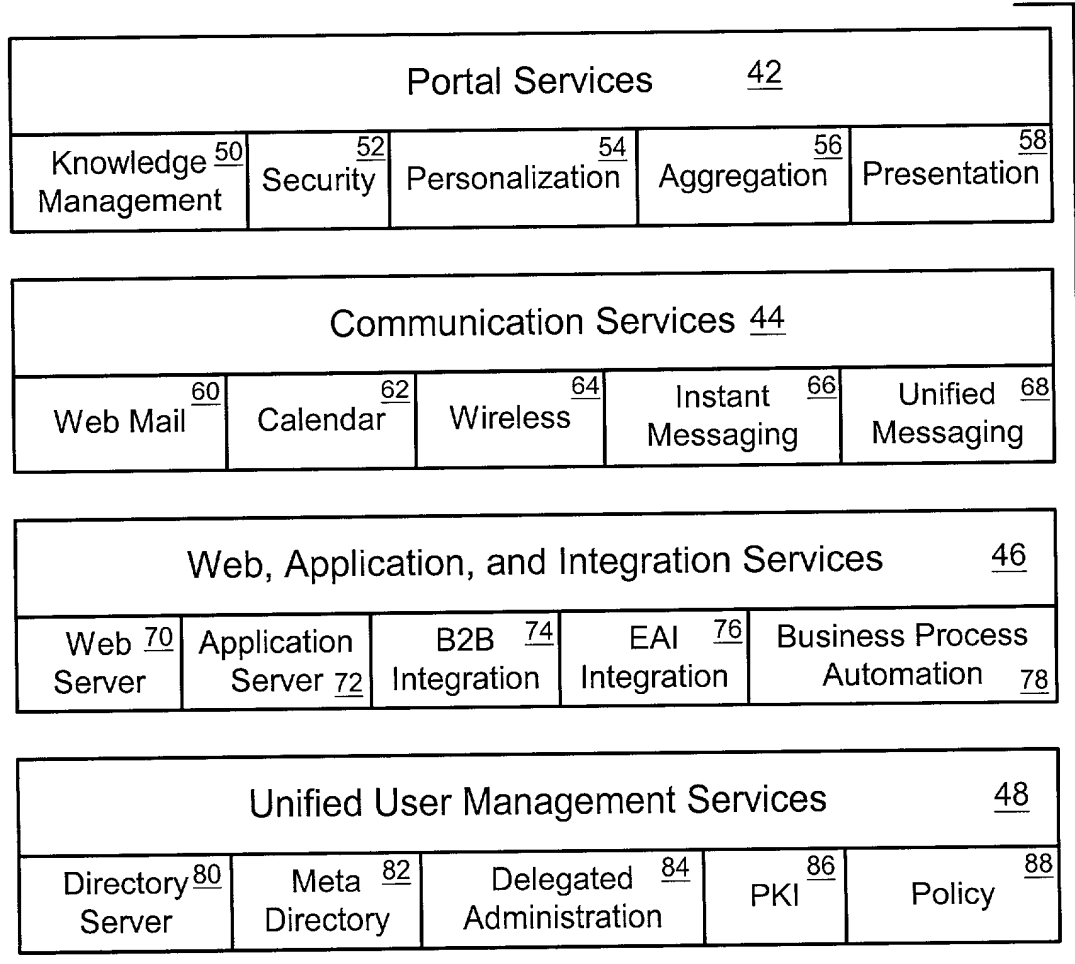 Portal Services 42
Knowledge 50
Management
Security 52
Personalization 54
Aggregation 56
Presentation 58
Communication Services 44
Web Mail 60
Calendar 62
Wireless 64
Instant 66
Messaging
Unified 68
Messaging
Web, Application, and Integration Services 46
Web 70
Server
Application
Server 72
B2B 74
Integration
EAI 76
Integration
Business Process
Automation 78
Unified User Management Services 48
Directory 80
Server
Meta 82
Directory
Delegated 84
Administration
PKI 86
Policy 88